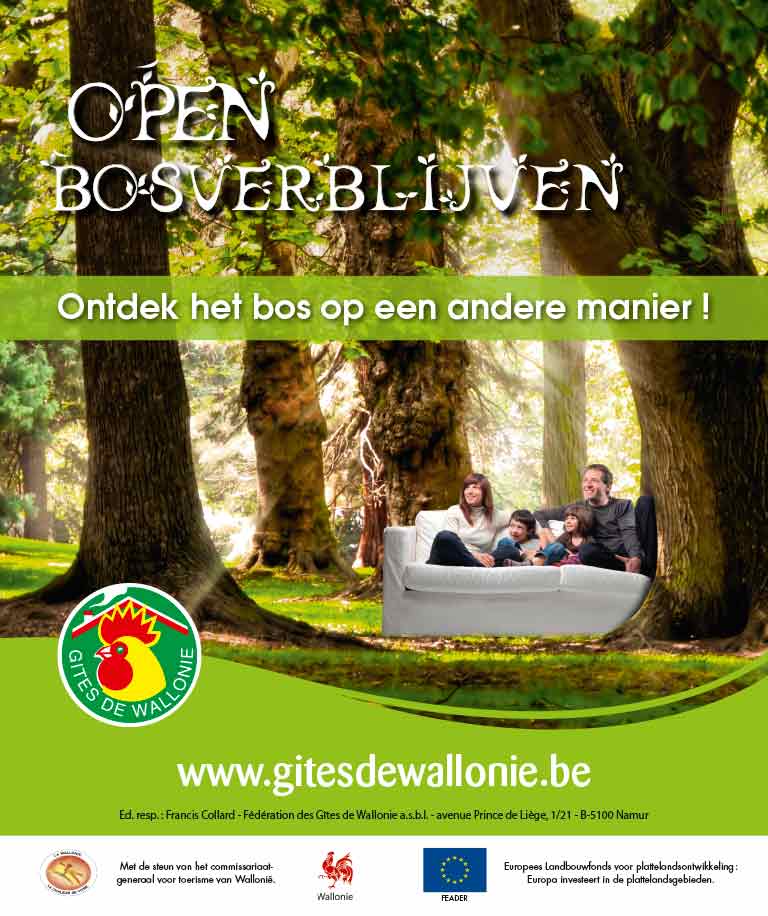 OPEN
BOSVERBLIJVEN
Ontdek het bos op een andere manier !
GITES DE WALLONIE
www.gitesdewallonie.be
Ed. resp. : Francis Collard - Fédération des Gîtes de Wallonie a.s.b.l. - avenue Prince de Liège, 1/21 - B-5100 Namur
Met de steun van het commissariaat-
generaal voor toerisme van Wallonië.
Wallonie
FEADER
Europees Landbouwfonds voor plattelandsontwikkeling :
Europa investeert in de plattelandsgebieden.